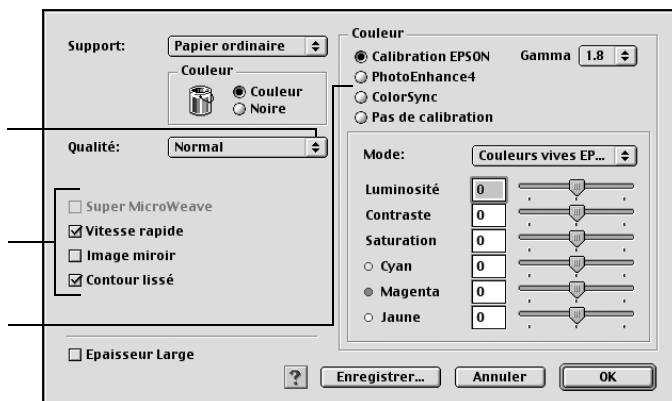 Support: Papier ordinaire
Couleur
Couleur
Noire
Qualité: Normal
Super MicroWeave
Vitesse rapide
Image miroir
Contour lissé
Epaisseur Large
Couleur
Calibration EPSON Gamma 1.8
PhotoEnhance4
ColorSync
Pas de calibration
Mode: Couleurs vives EP...
Luminosité 0
Contraste 0
Saturation 0
Cyan 0
Magenta 0
Jaune 0
? Enregistrer... Annuler OK